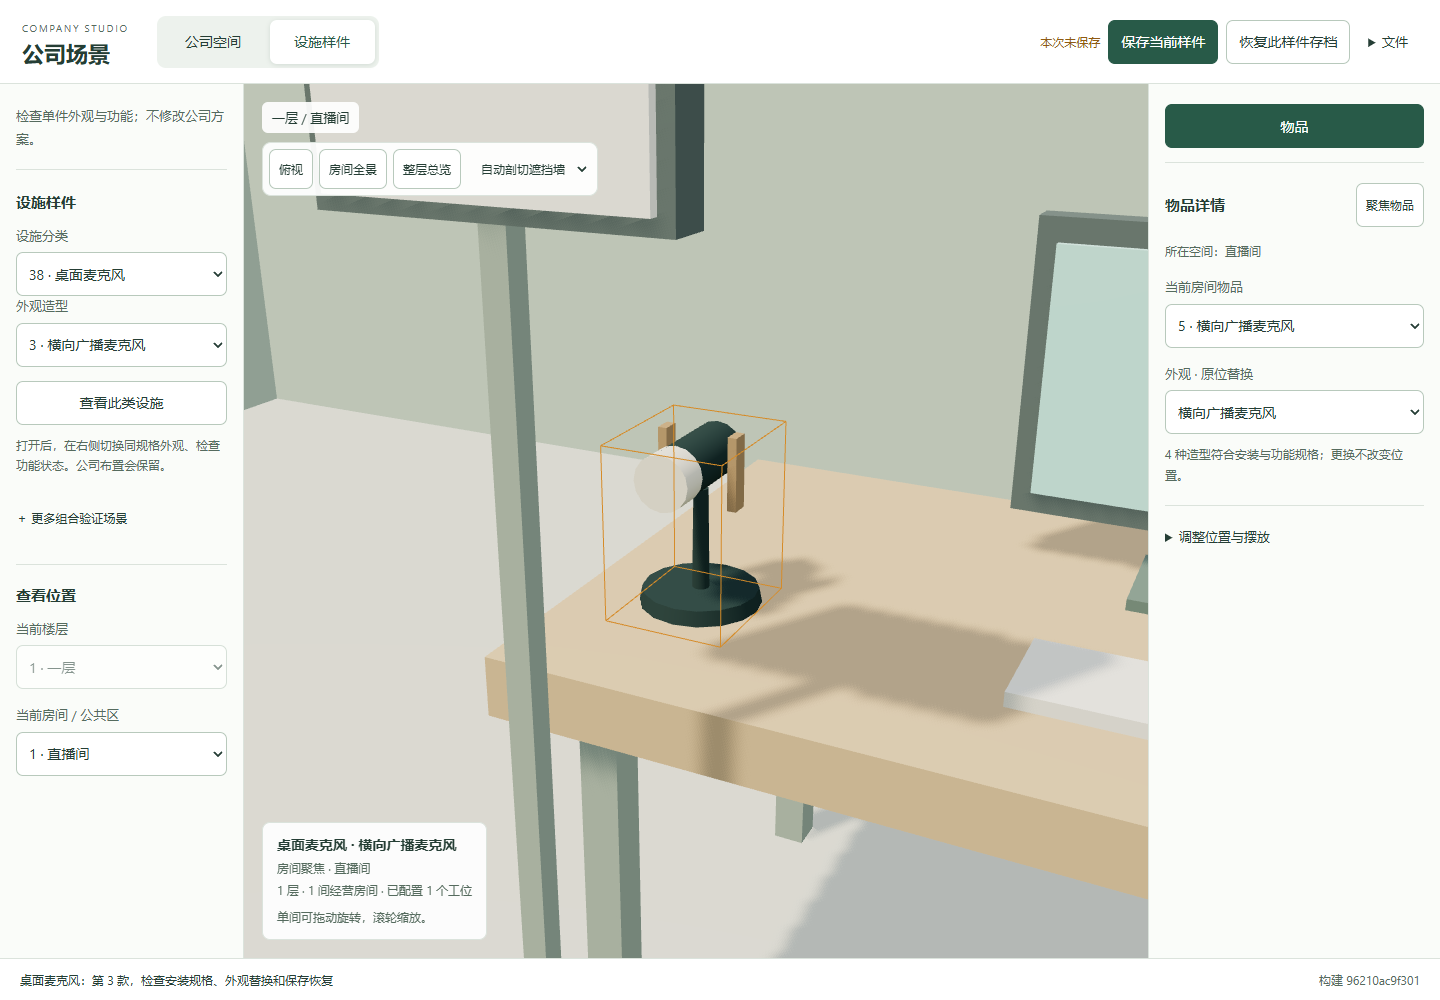 COMPANY STUDIO
公司场景
公司空间
设施样件
本次未保存
保存当前样件
恢复此样件存档
▶ 文件
检查单件外观与功能；不修改公司方
案。
设施样件
设施分类
38 · 桌面麦克风
外观造型
3 · 横向广播麦克风
查看此类设施
打开后，在右侧切换同规格外观、检查
功能状态。公司布置会保留。
+ 更多组合验证场景
查看位置
当前楼层
1 · 一层
当前房间 / 公共区
1 · 直播间
一层 / 直播间
俯视
房间全景
整层总览
自动剖切遮挡墙
桌面麦克风 · 横向广播麦克风
房间聚焦 · 直播间
1 层 · 1 间经营房间 · 已配置 1 个工位
单间可拖动旋转，滚轮缩放。
物品
物品详情
聚焦物品
所在空间：直播间
当前房间物品
5 · 横向广播麦克风
外观 · 原位替换
横向广播麦克风
4 种造型符合安装与功能规格；更换不改变位
置。
▶ 调整位置与摆放
桌面麦克风：第 3 款，检查安装规格、外观替换和保存恢复
构建 96210ac9f301